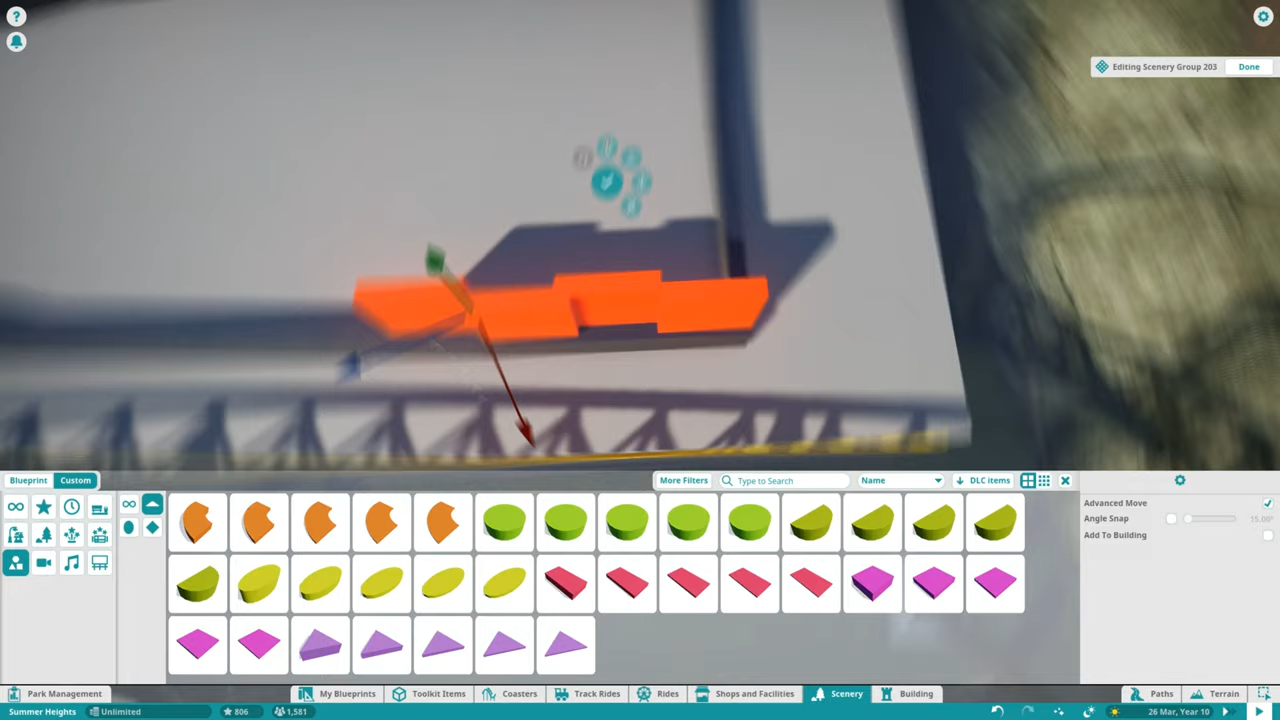 ?
Editing Scenery Group 203 Done
Blueprint Custom
More Filters Type to Search Name DLC items
Advanced Move
Angle Snap 15.00°
Add To Building
Park Management My Blueprints Toolkit Items Coasters Track Rides Rides Shops and Facilities Scenery Building Paths Terrain
Summer Heights Unlimited 806 1,581 26 Mar, Year 10